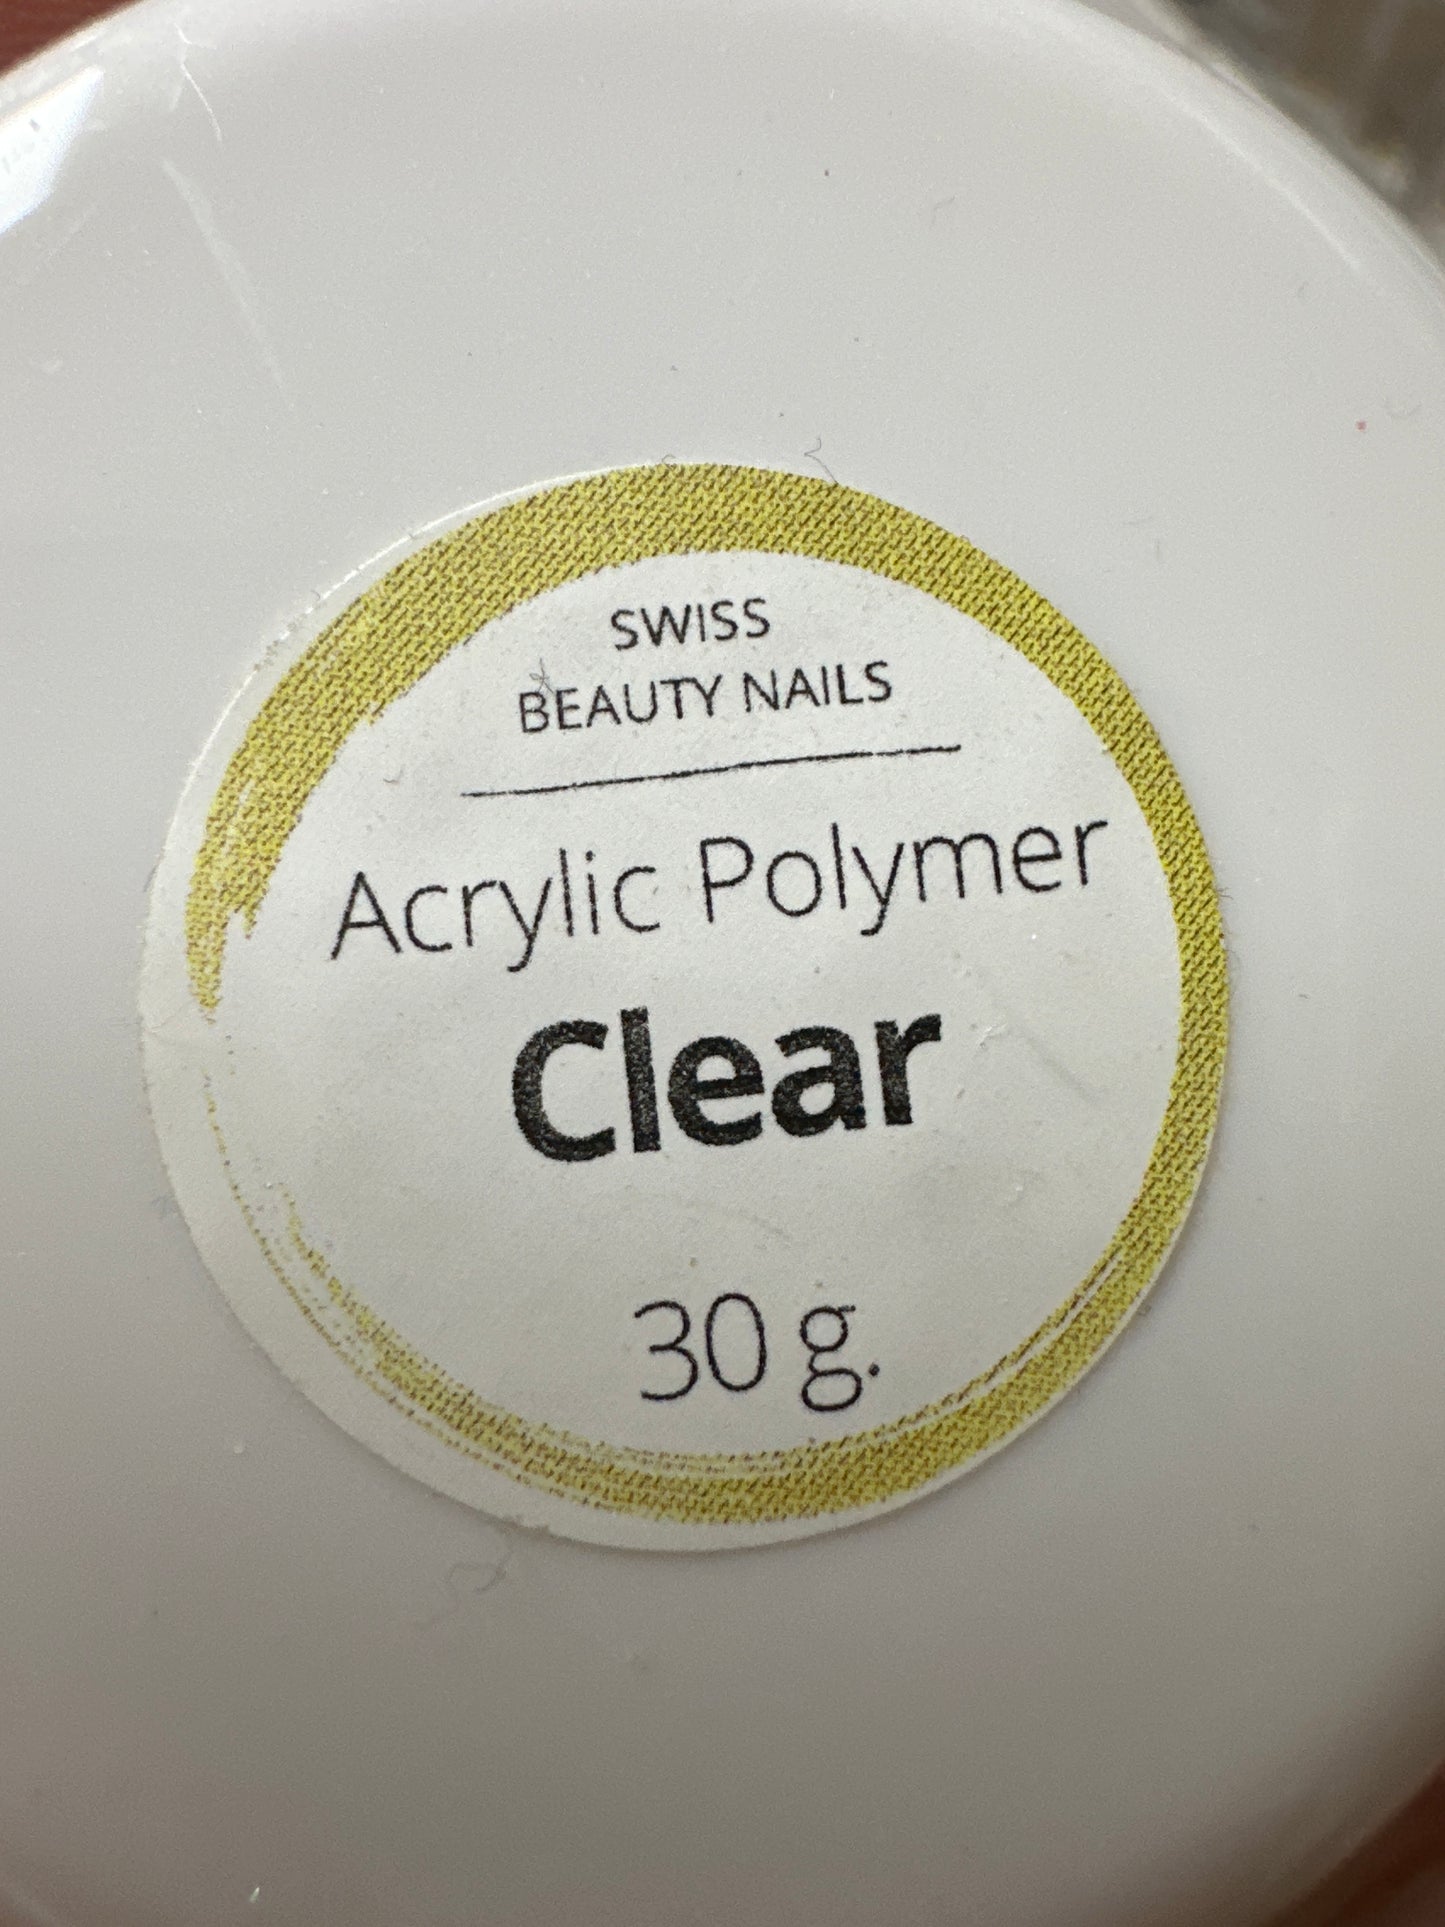 SWISS
BEAUTY NAILS
Acrylic Polymer
Clear
30 g.